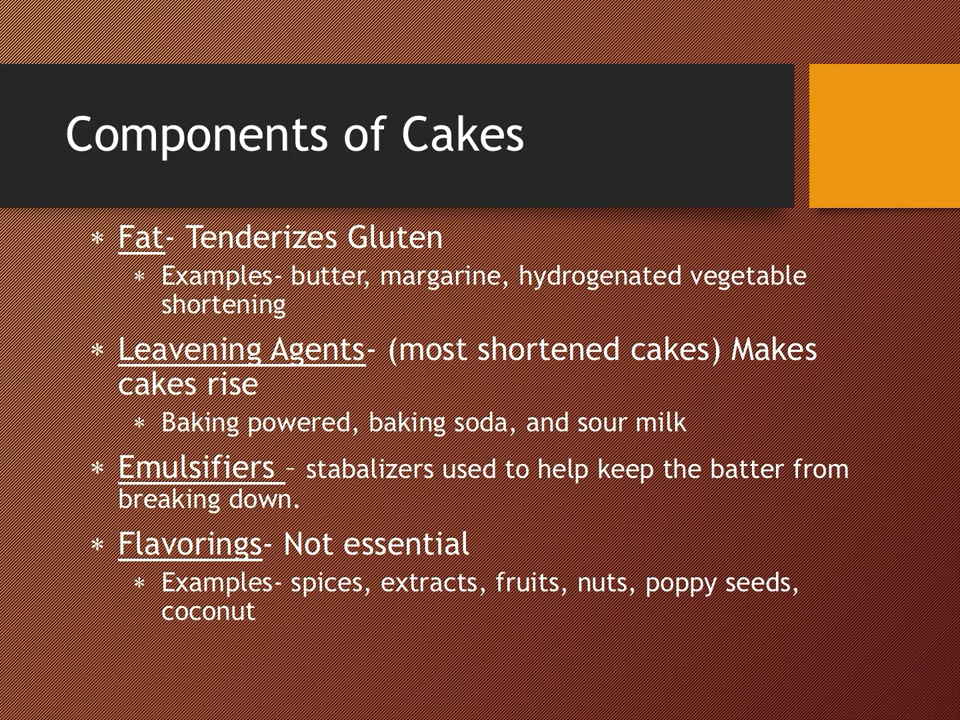 Components of Cakes
* Fat- Tenderizes Gluten
* Examples- butter, margarine, hydrogenated vegetable
shortening
* Leavening Agents- (most shortened cakes) Makes
cakes rise
* Baking powered, baking soda, and sour milk
* Emulsifiers – stabalizers used to help keep the batter from
breaking down.
* Flavorings- Not essential
* Examples- spices, extracts, fruits, nuts, poppy seeds,
coconut